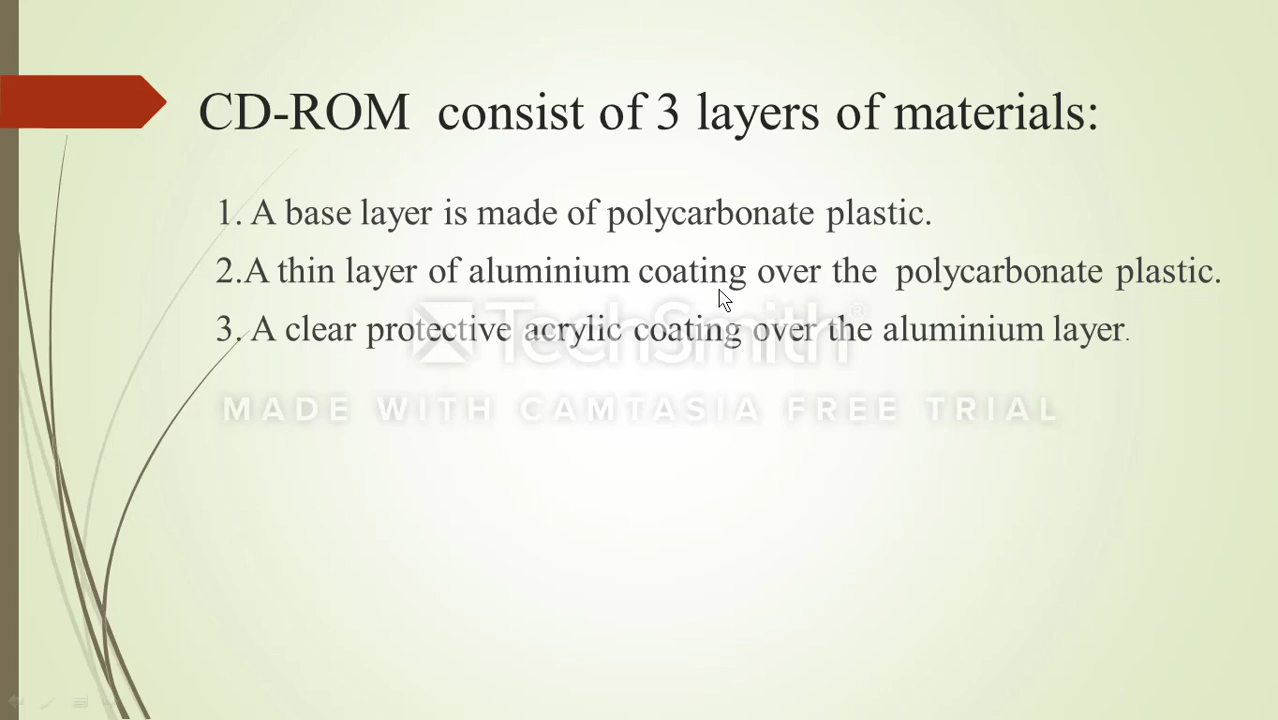 CD-ROM consist of 3 layers of materials:
1. A base layer is made of polycarbonate plastic.
2.A thin layer of aluminium coating over the polycarbonate plastic.
3. A clear protective acrylic coating over the aluminium layer.
TechSmith®
MADE WITH CAMTASIA FREE TRIAL